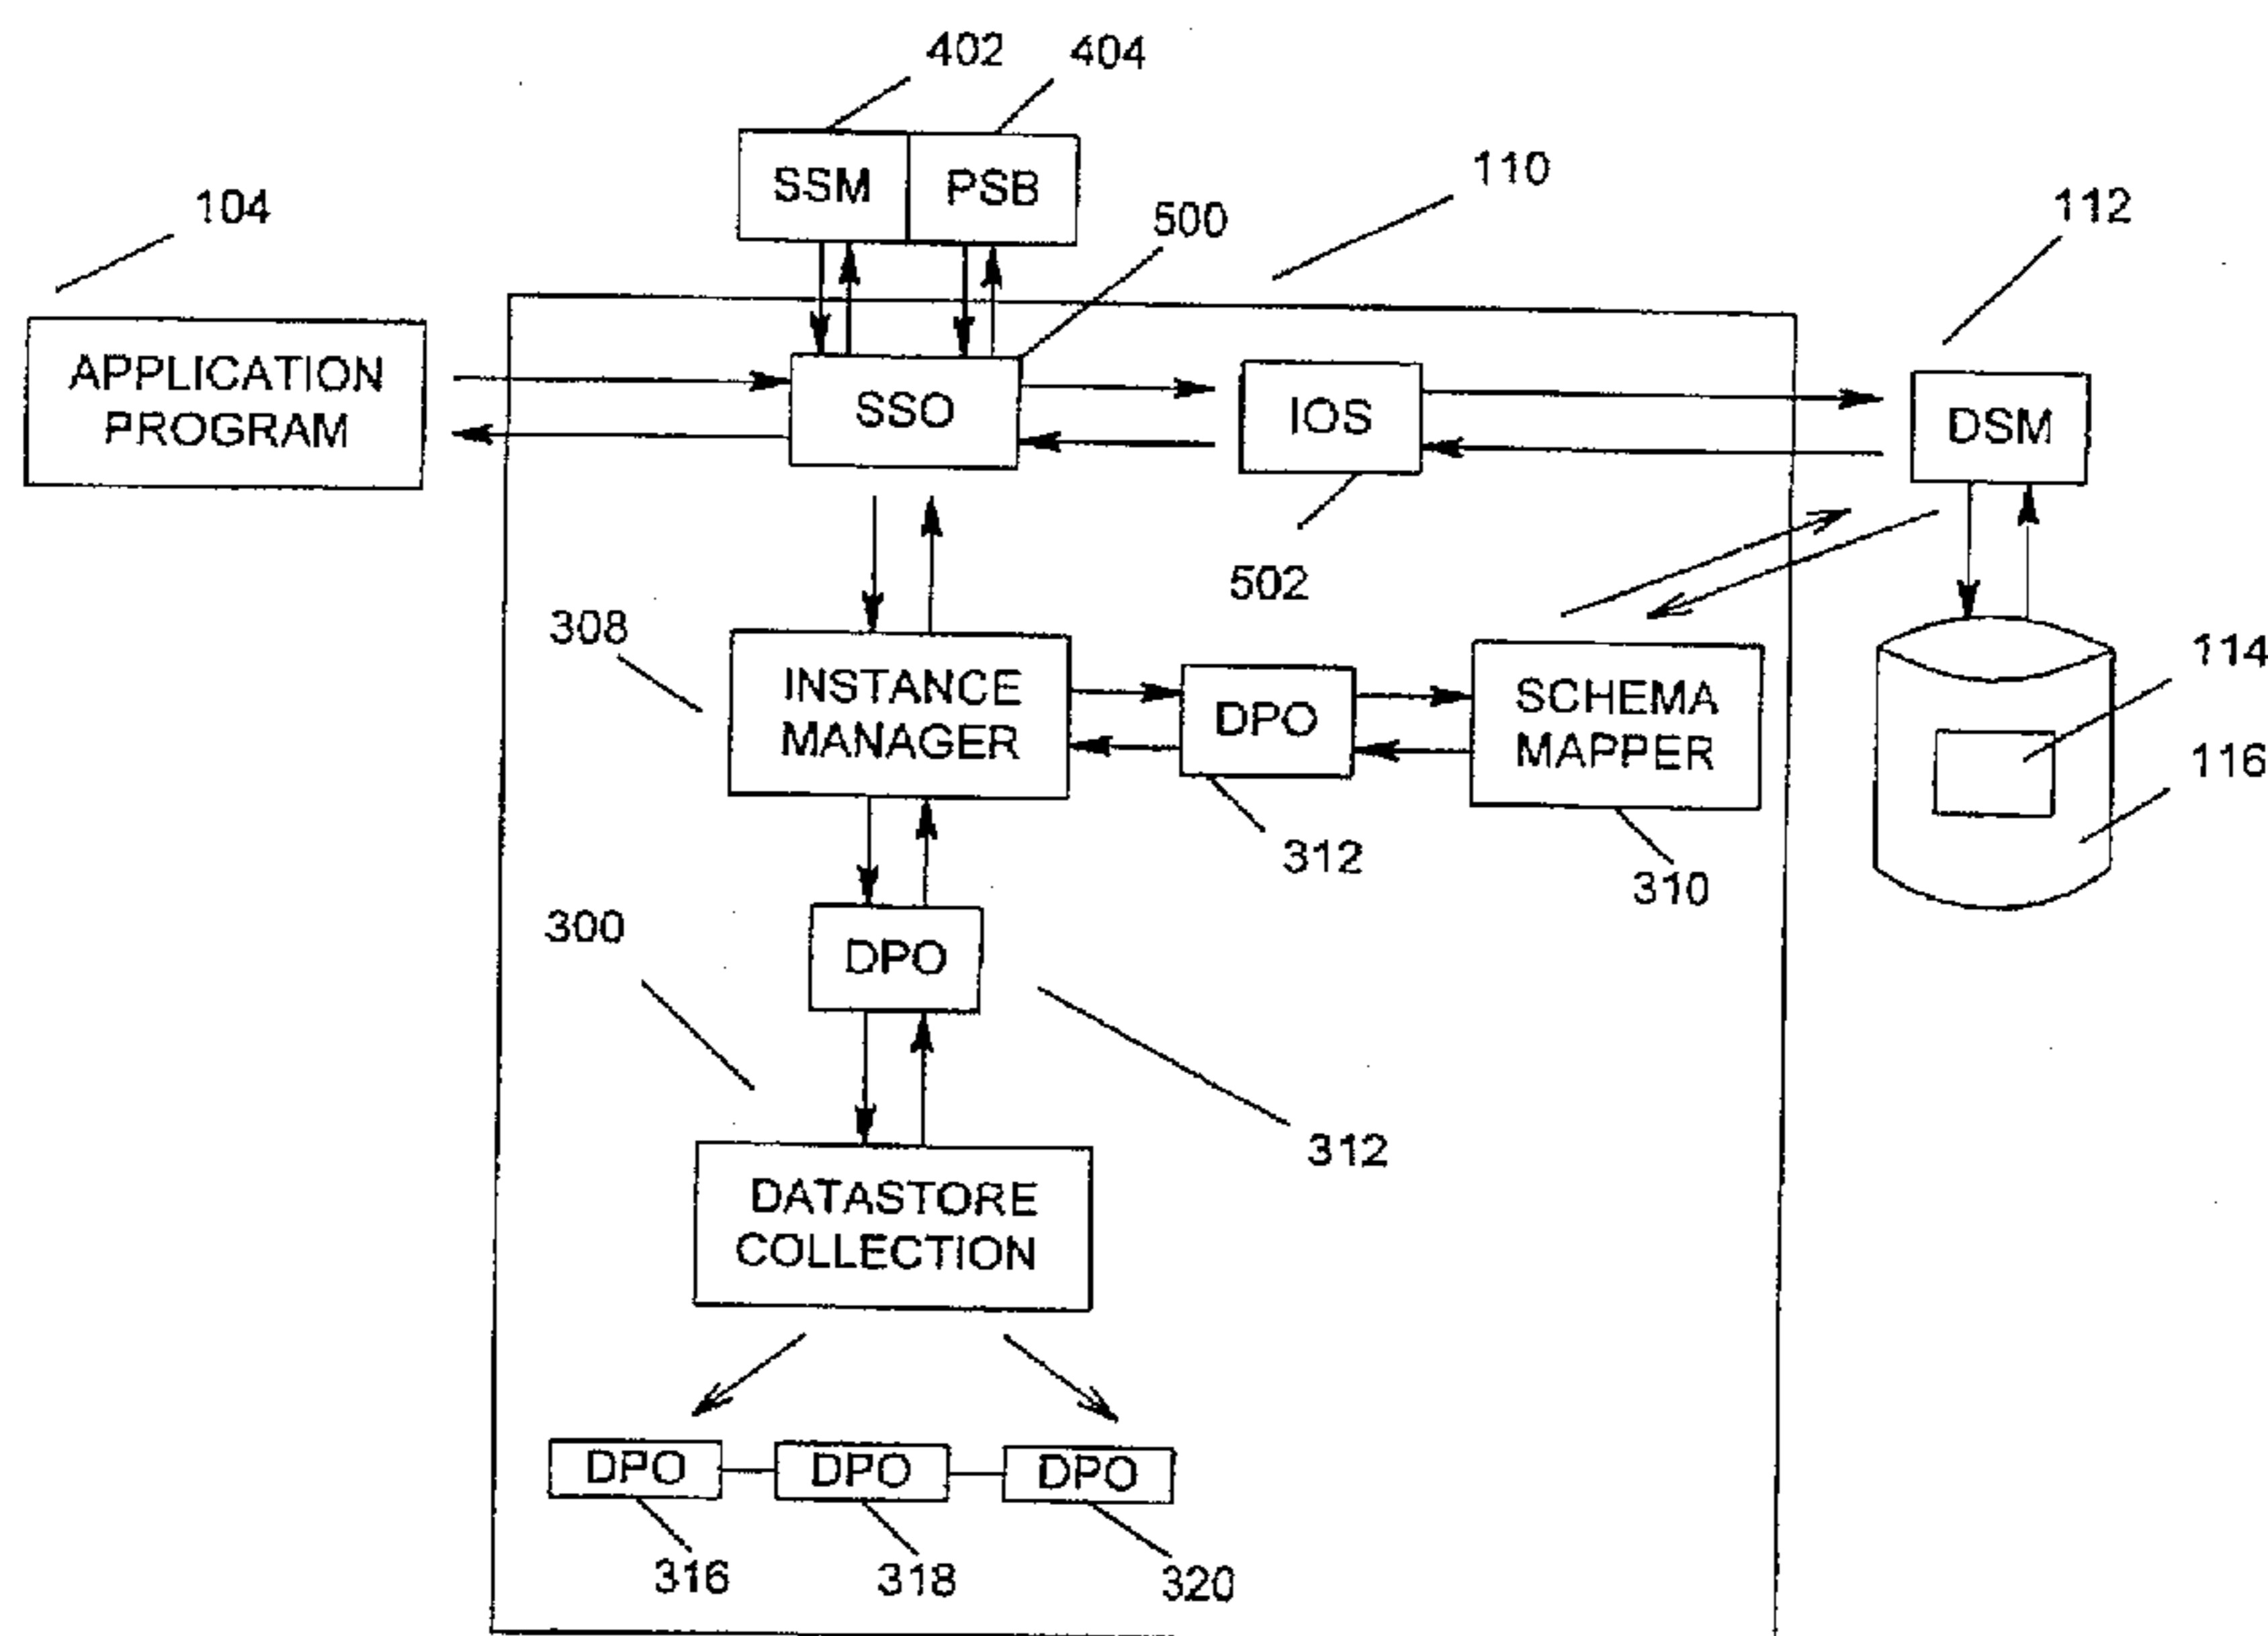 402
404
SSM
PSB
110
104
500
112
APPLICATION
PROGRAM
SSO
IOS
DSM
502
308
INSTANCE
MANAGER
DPO
SCHEMA
MAPPER
114
116
312
310
300
DPO
312
DATASTORE
COLLECTION
DPO
DPO
DPO
316
318
320